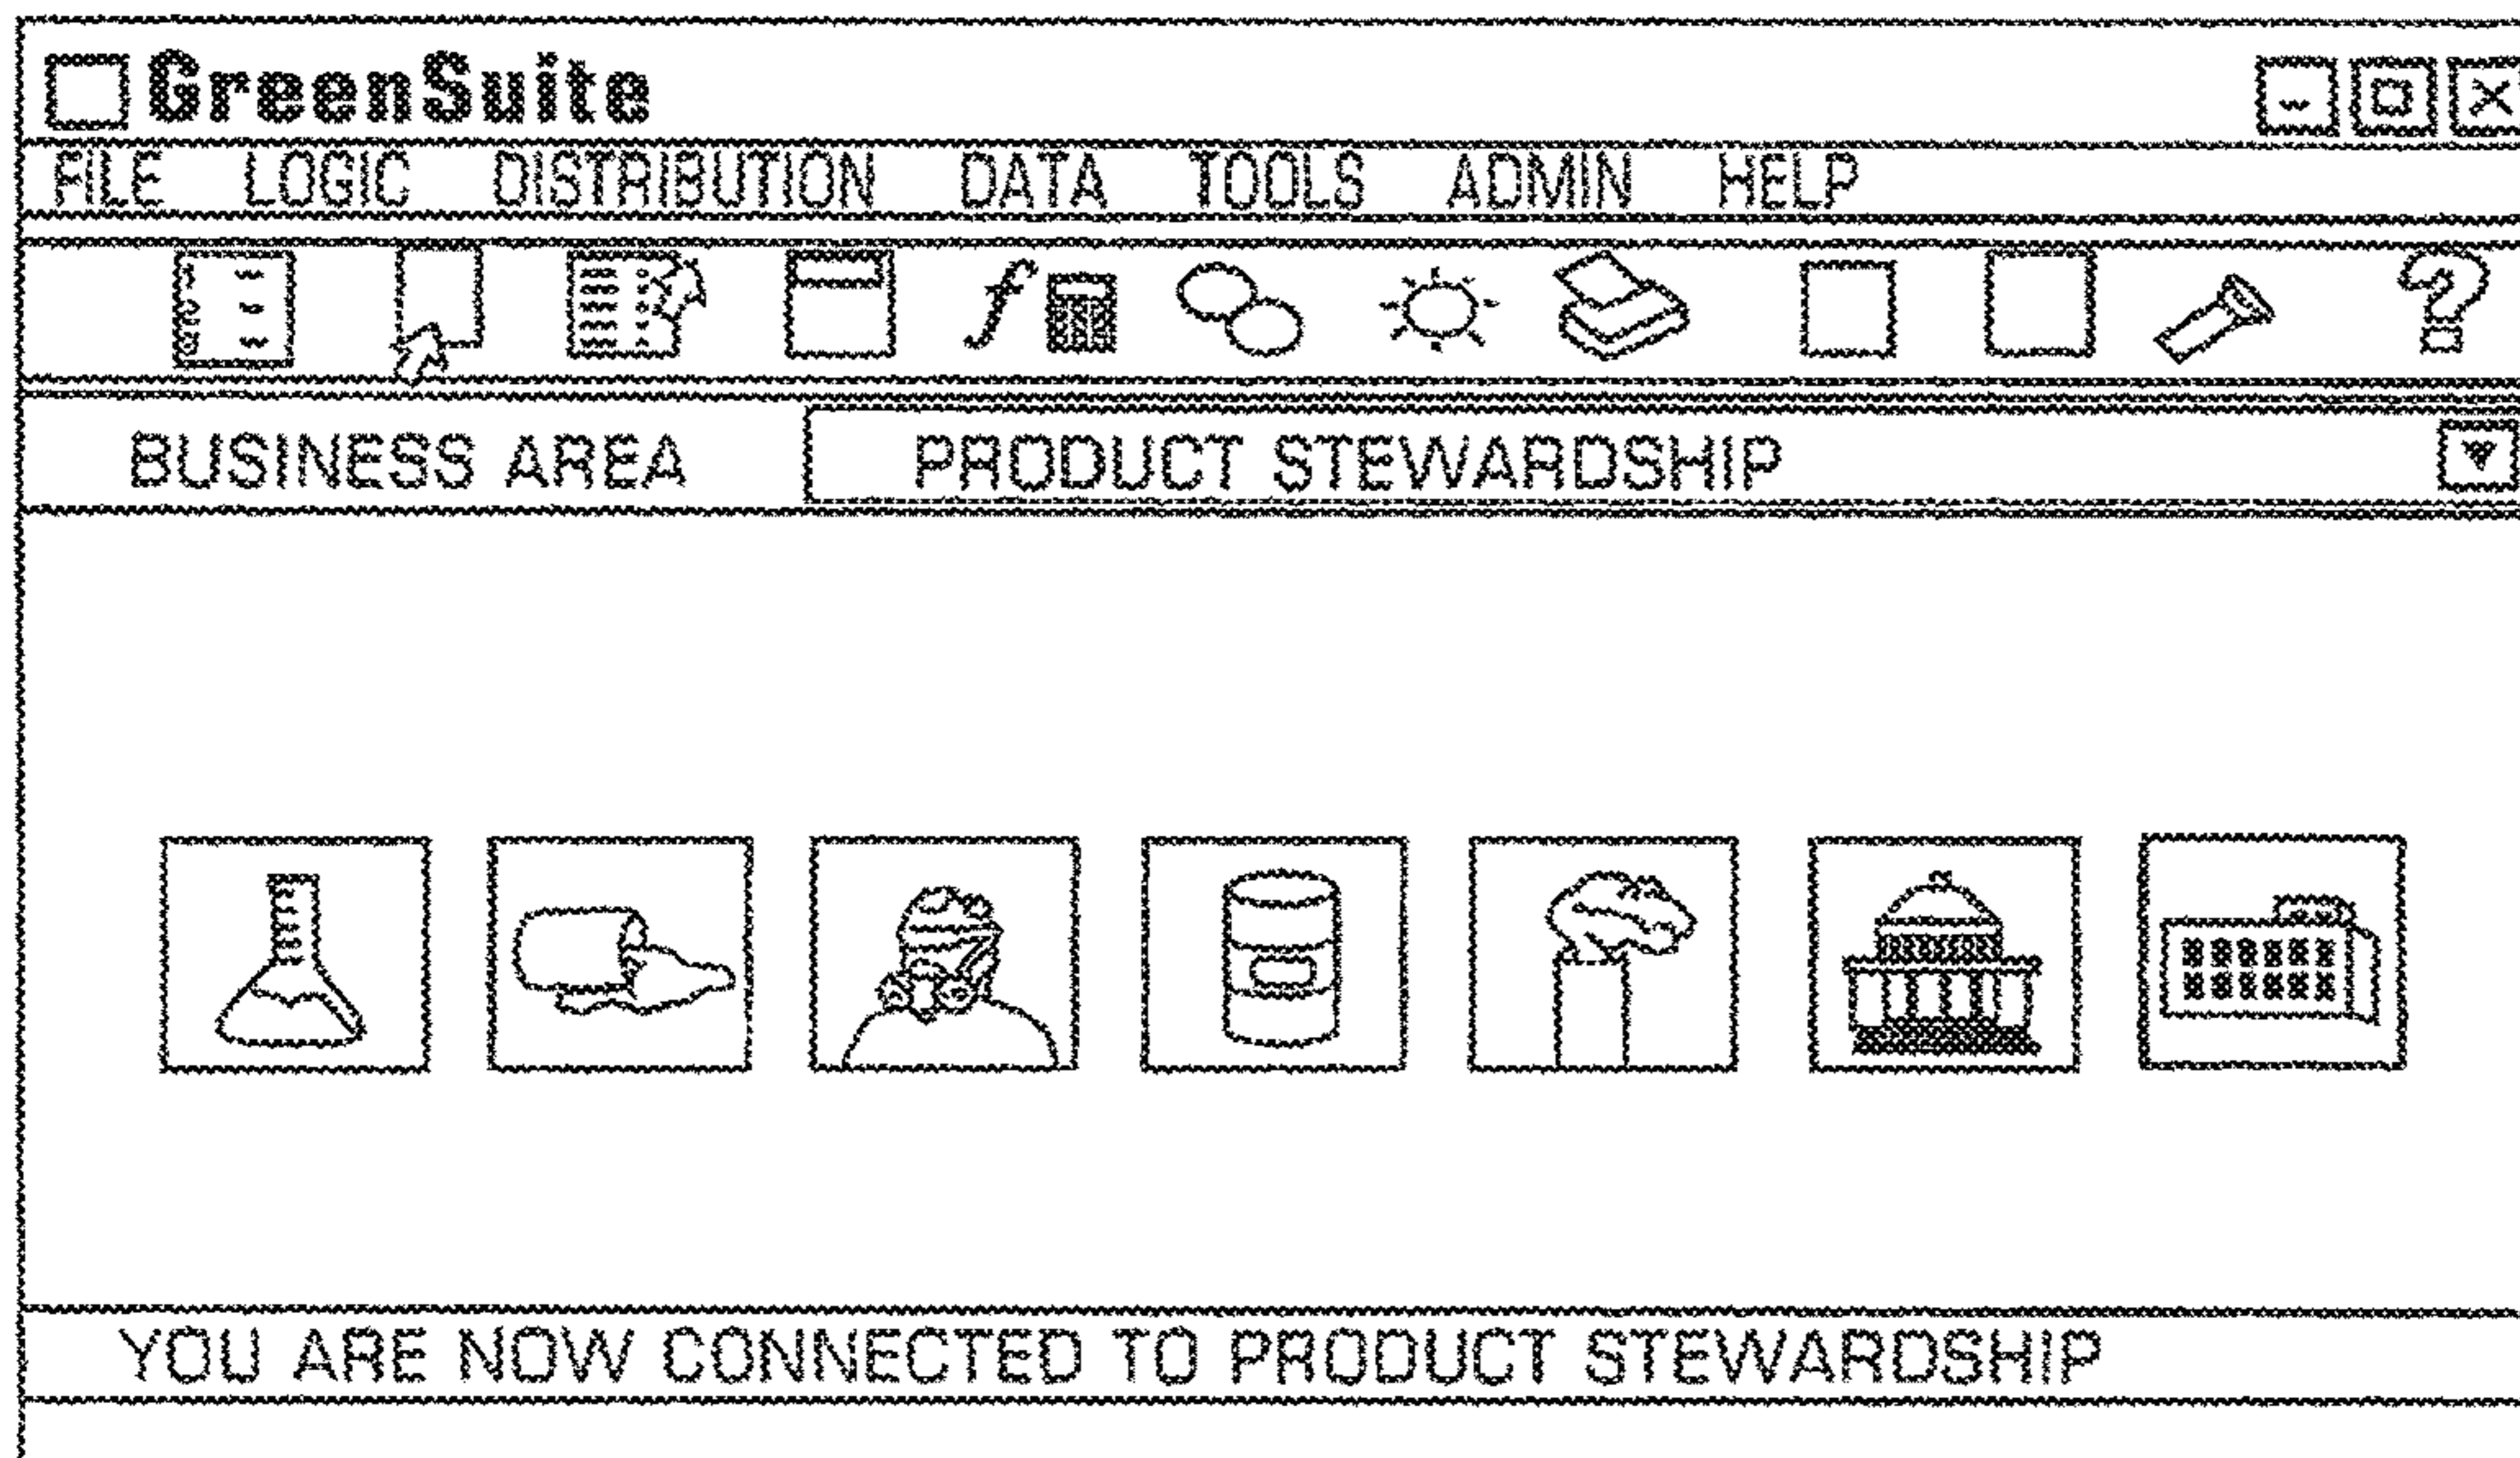 GreenSuite
FILE LOGIC DISTRIBUTION DATA TOOLS ADMIN HELP
BUSINESS AREA PRODUCT STEWARDSHIP
YOU ARE NOW CONNECTED TO PRODUCT STEWARDSHIP